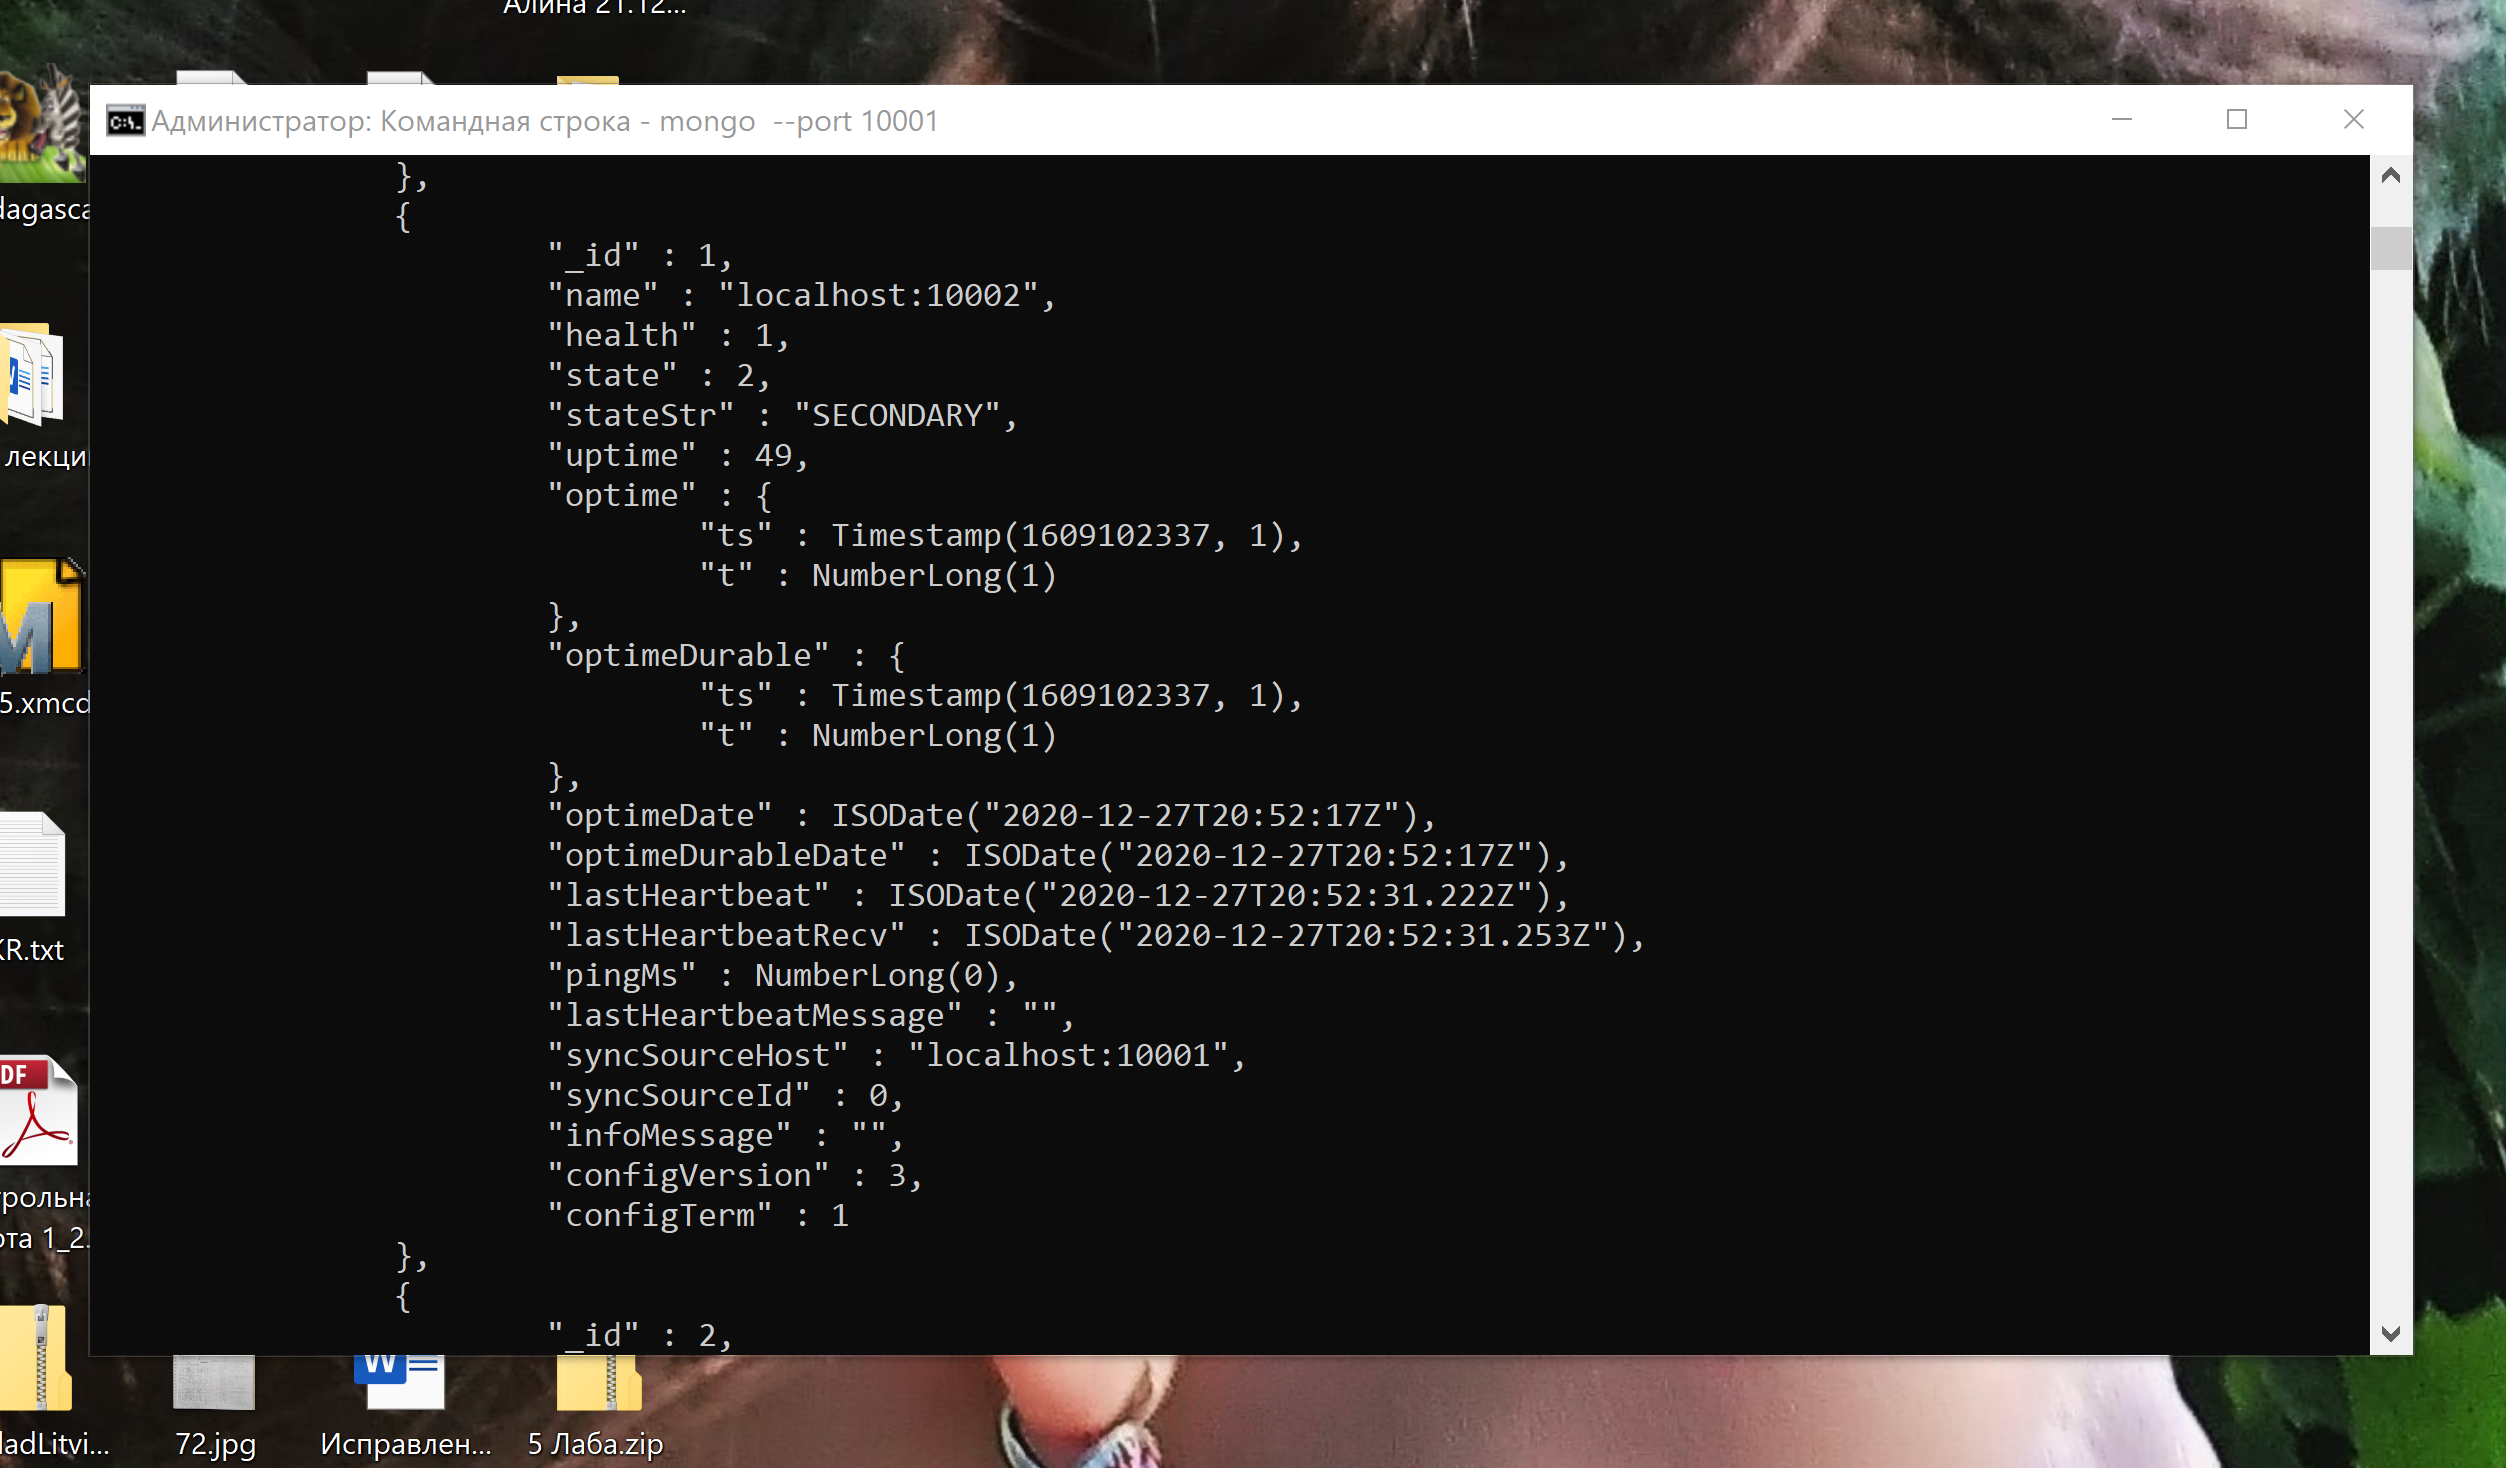 Алина 21.12...
Администратор: Командная строка - mongo  --port 10001
},
{
"_id" : 1,
"name" : "localhost:10002",
"health" : 1,
"state" : 2,
"stateStr" : "SECONDARY",
"uptime" : 49,
"optime" : {
"ts" : Timestamp(1609102337, 1),
"t" : NumberLong(1)
},
"optimeDurable" : {
"ts" : Timestamp(1609102337, 1),
"t" : NumberLong(1)
},
"optimeDate" : ISODate("2020-12-27T20:52:17Z"),
"optimeDurableDate" : ISODate("2020-12-27T20:52:17Z"),
"lastHeartbeat" : ISODate("2020-12-27T20:52:31.222Z"),
"lastHeartbeatRecv" : ISODate("2020-12-27T20:52:31.253Z"),
"pingMs" : NumberLong(0),
"lastHeartbeatMessage" : "",
"syncSourceHost" : "localhost:10001",
"syncSourceId" : 0,
"infoMessage" : "",
"configVersion" : 3,
"configTerm" : 1
},
{
"_id" : 2,
dagasca
лекци
5.xmcd
KR.txt
DF
трольна
ота 1_2.
ladLitvi...
72.jpg
Исправлен...
5 Лаба.zip